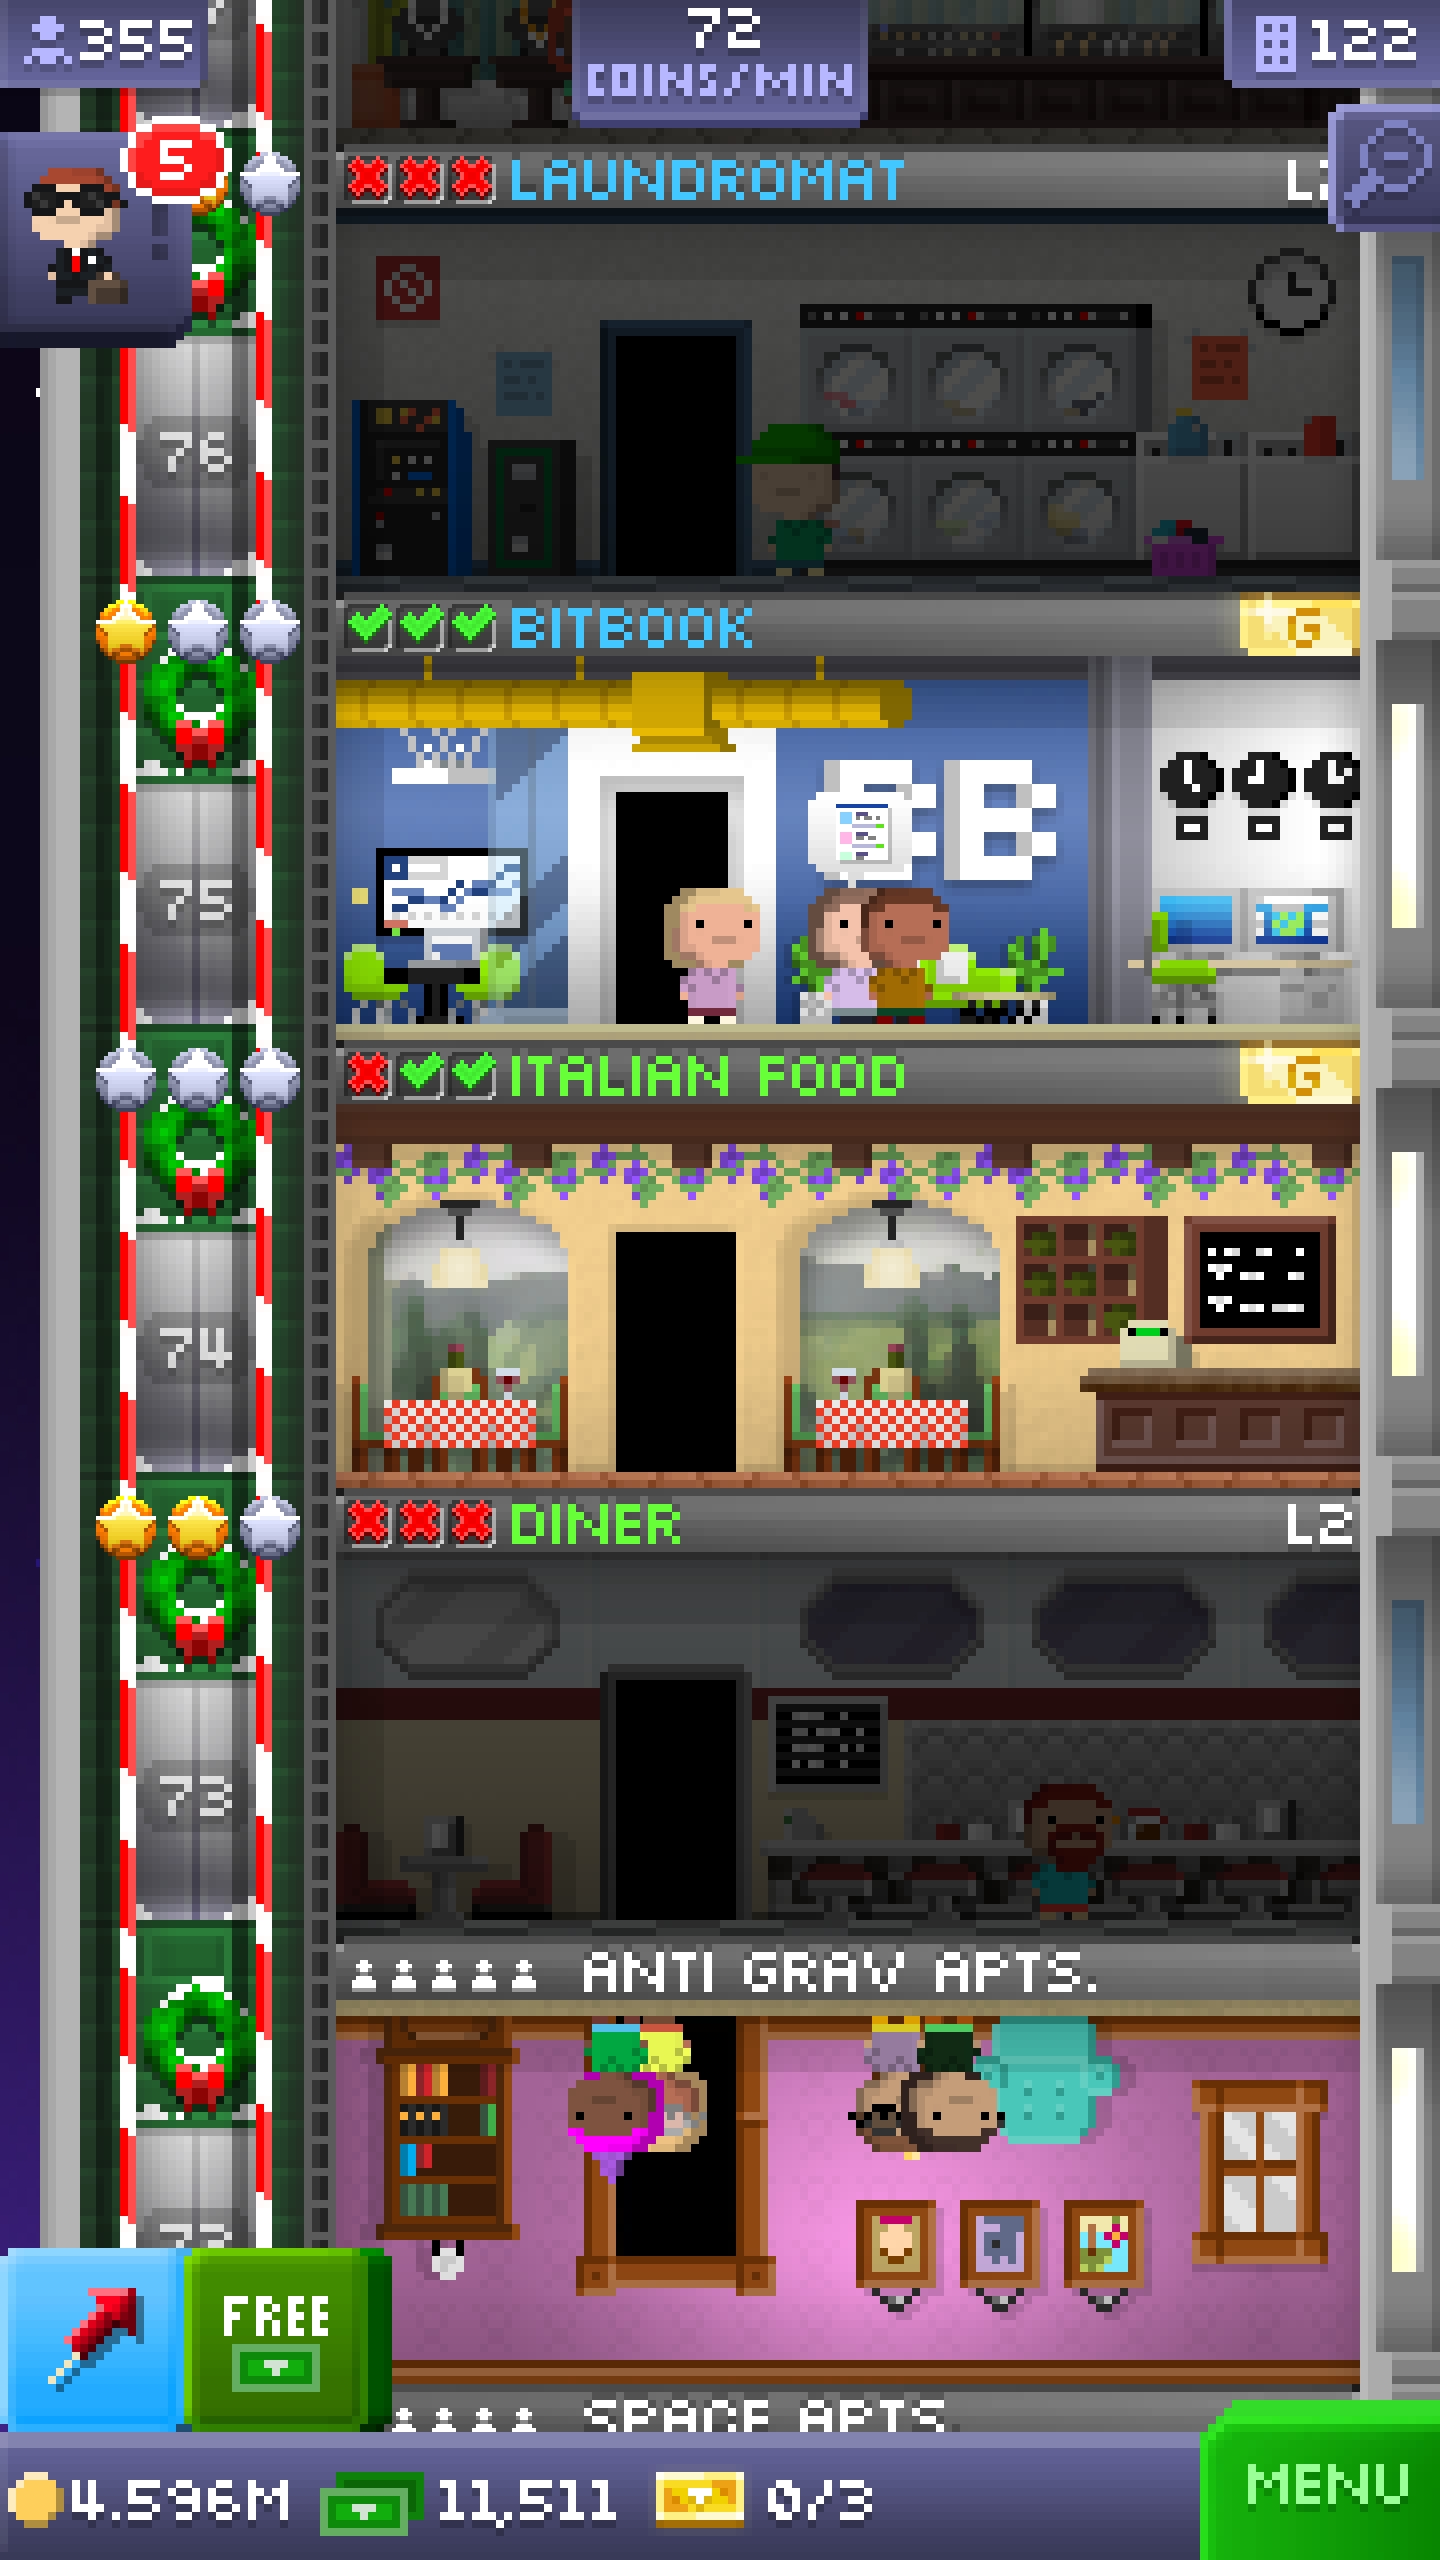 355
72
COINS/MIN
122
5
LAUNDROMAT
76
BITBOOK
G
B
75
ITALIAN FOOD
G
74
DINER
L2
73
ANTI GRAV APTS.
FREE
SPACE APTS.
4.596M
11,511
0/3
MENU